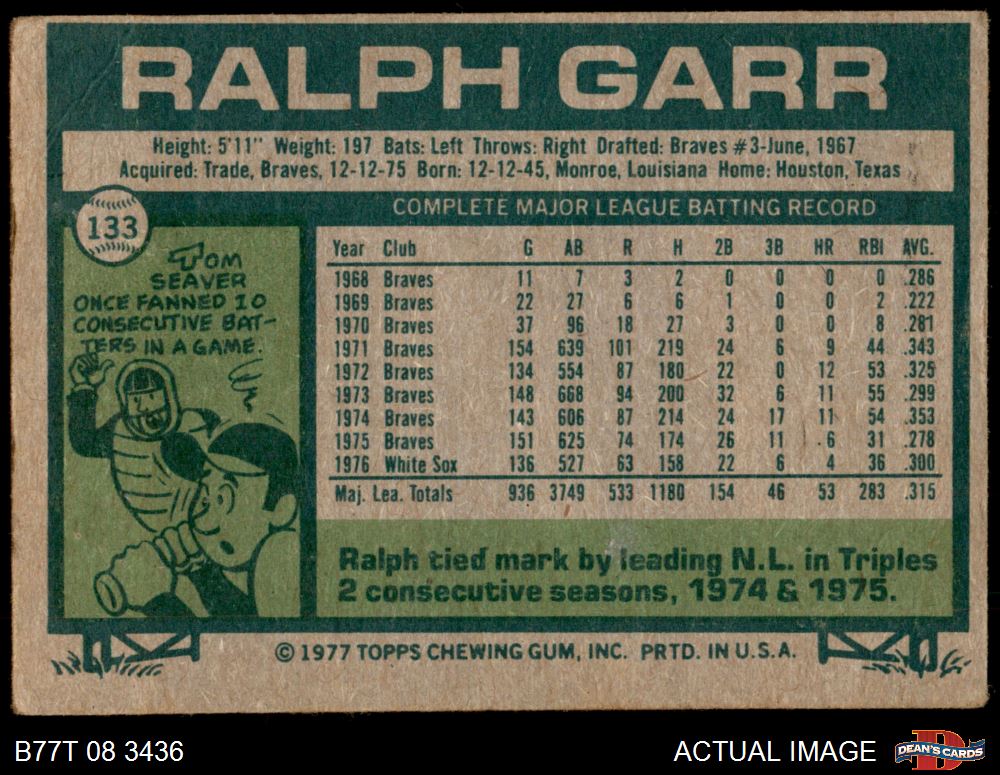 RALPH GARR
Height: 5'11" Weight: 197 Bats: Left Throws: Right Drafted: Braves #3-June, 1967
Acquired: Trade, Braves, 12-12-75 Born: 12-12-45, Monroe, Louisiana Home: Houston, Texas
133
COMPLETE MAJOR LEAGUE BATTING RECORD
TOM
SEAVER
ONCE FANNED 10
CONSECUTIVE BAT-
TERS IN A GAME.
Year Club G AB R H 2B 3B HR RBI AVG.
1968 Braves 11 7 3 2 0 0 0 0 .286
1969 Braves 22 27 6 6 1 0 0 2 .222
1970 Braves 37 96 18 27 3 0 0 8 .281
1971 Braves 154 639 101 219 24 6 9 44 .343
1972 Braves 134 554 87 180 22 0 12 53 .325
1973 Braves 148 668 94 200 32 6 11 55 .299
1974 Braves 143 606 87 214 24 17 11 54 .353
1975 Braves 151 625 74 174 26 11 6 31 .278
1976 White Sox 136 527 63 158 22 6 4 36 .300
Maj. Lea. Totals 936 3749 533 1180 154 46 53 283 .315
Ralph tied mark by leading N.L. in Triples
2 consecutive seasons, 1974 & 1975.
© 1977 TOPPS CHEWING GUM, INC. PRTD. IN U.S.A.
B77T 08 3436
ACTUAL IMAGE
D
DEAN'S CARDS